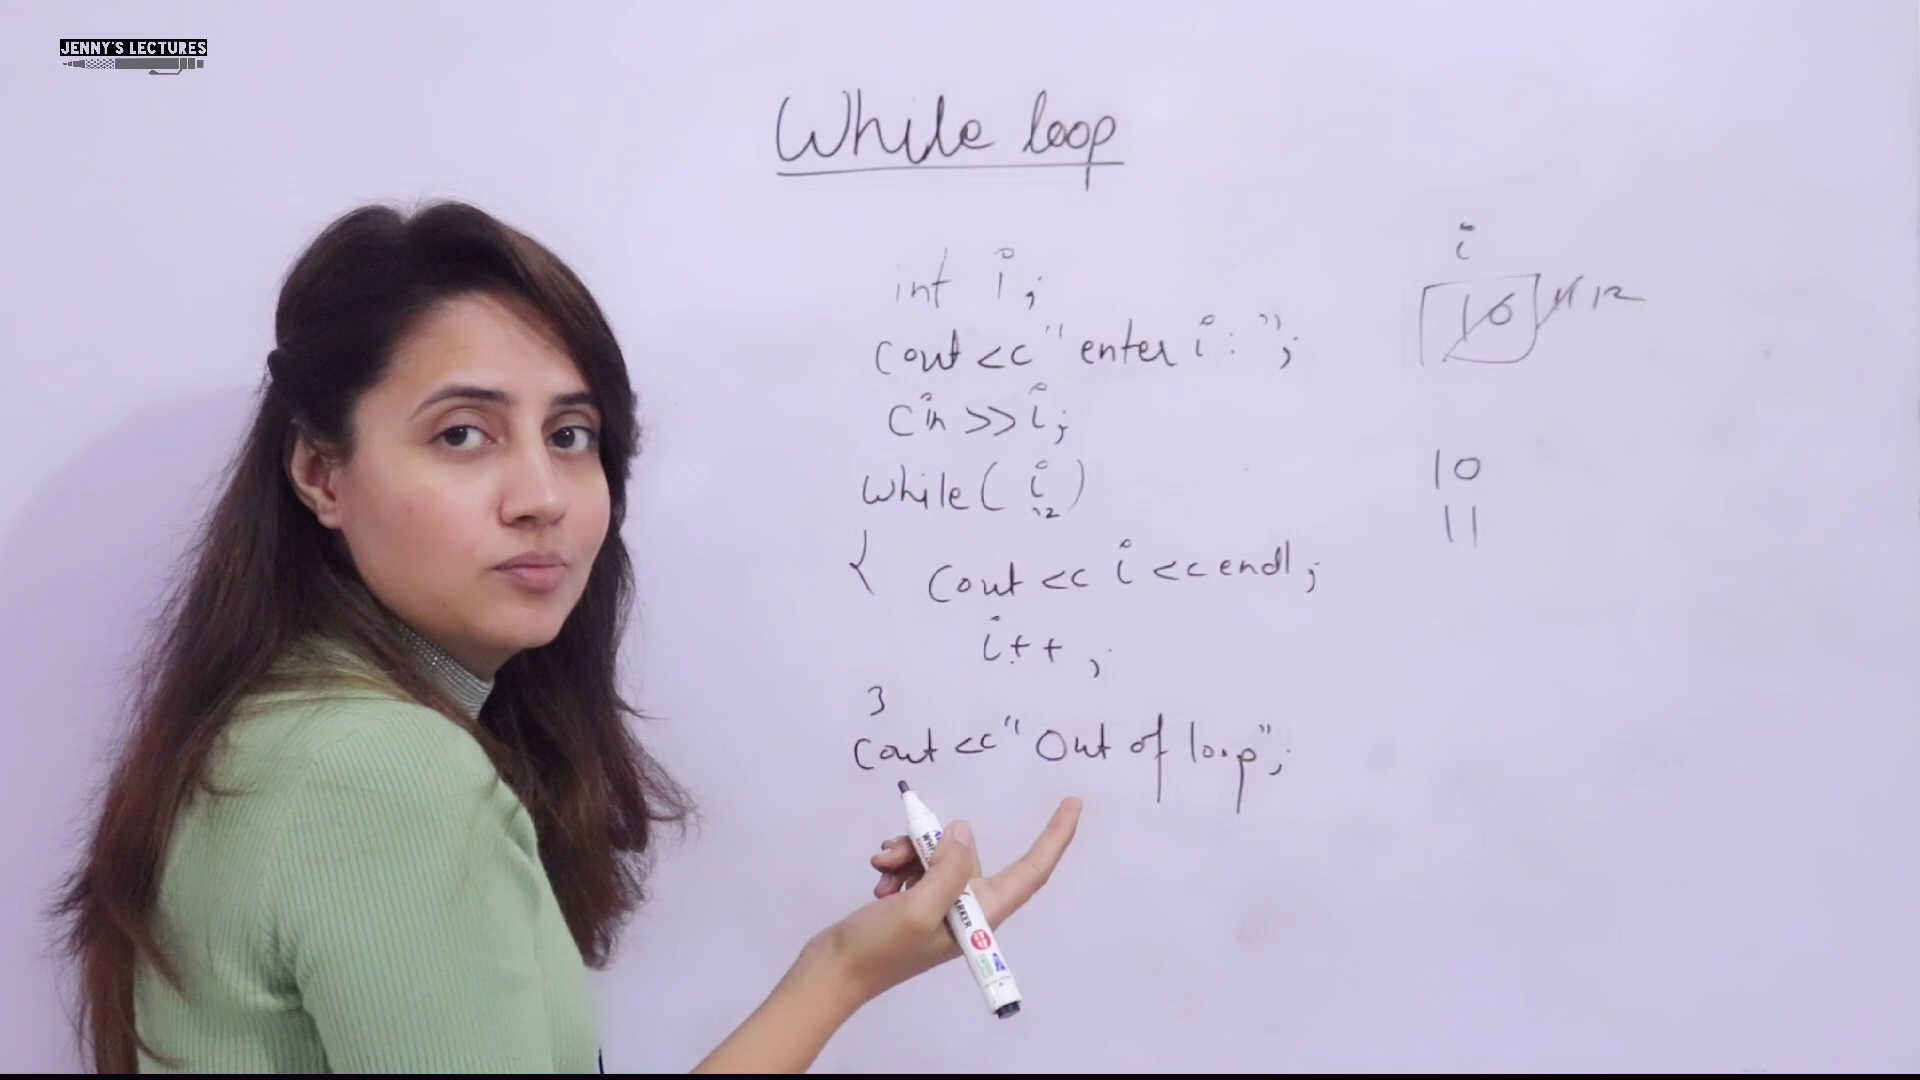 JENNY'S LECTURES
While loop
int i;
cout << "enter i: ";
cin >> i;
while( i )
12
{ cout << i << endl;
i++ ;
}
cout << "Out of loop";
i
10 11 12
10
11